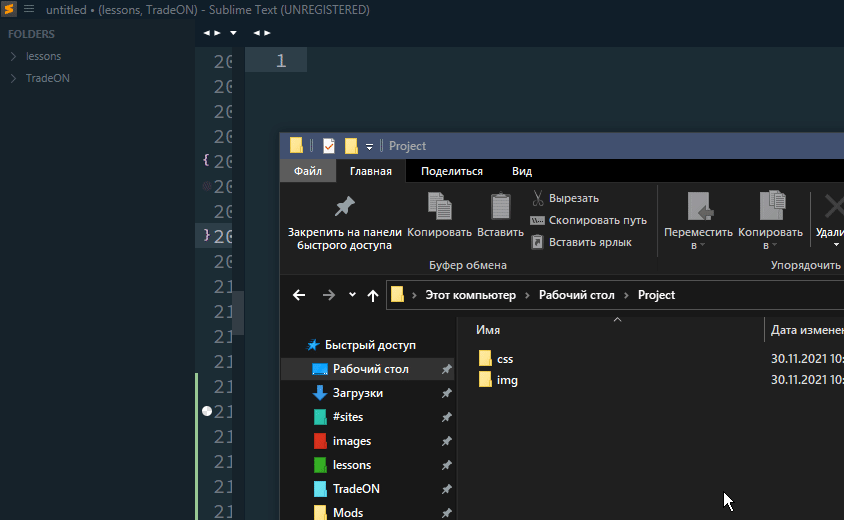 untitled • (lessons, TradeON) - Sublime Text (UNREGISTERED)
FOLDERS
lessons
TradeON
20
20
20
20
{ 20
20
20
} 20
20
21
21
21
21
21
21
21
21
21
21
1
Project
Файл Главная Поделиться Вид
Закрепить на панели быстрого доступа
Копировать
Вставить
Вырезать
Скопировать путь
Вставить ярлык
Переместить в
Копировать в
Удали
Буфер обмена
Упорядочить
Этот компьютер > Рабочий стол > Project
Имя
Дата изменен
Быстрый доступ
Рабочий стол
Загрузки
#sites
images
lessons
TradeON
Mods
css 30.11.2021 10:
img 30.11.2021 10: